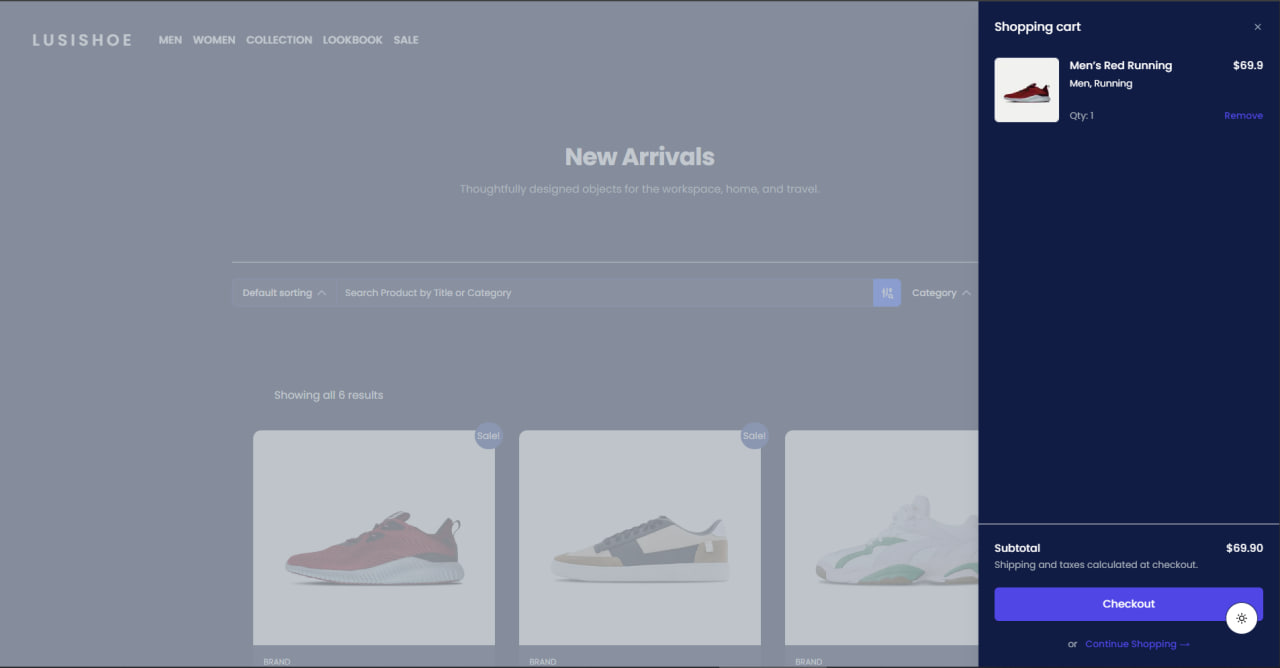 LUSISHOE MEN WOMEN COLLECTION LOOKBOOK SALE
New Arrivals
Thoughtfully designed objects for the workspace, home, and travel.
Default sorting Search Product by Title or Category Category
Showing all 6 results
Sale! Sale!
BRAND BRAND BRAND
Shopping cart ×
Men's Red Running $69.9
Men, Running
Qty: 1 Remove
Subtotal $69.90
Shipping and taxes calculated at checkout.
Checkout
or Continue Shopping →